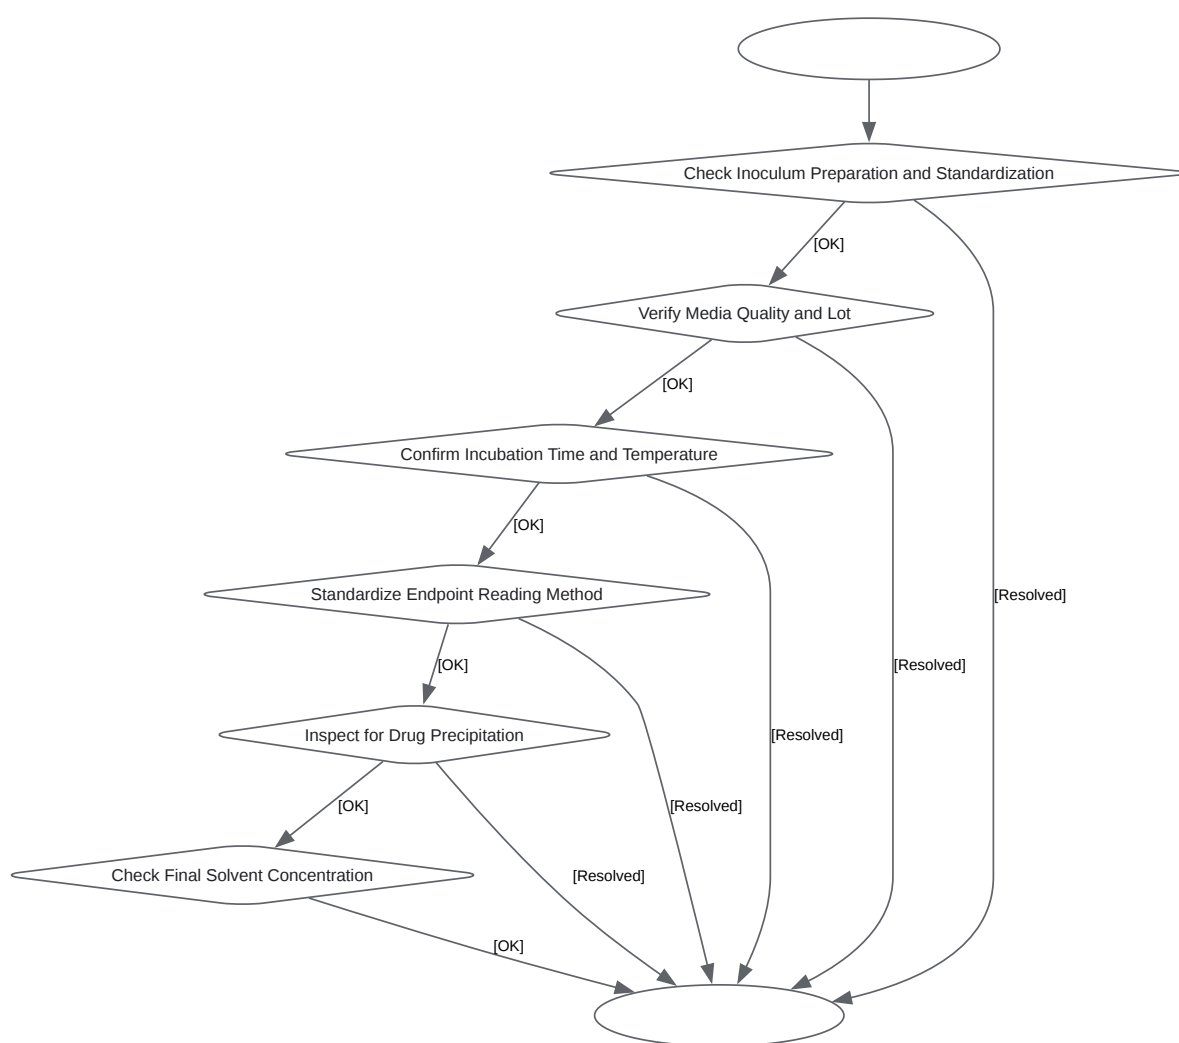 Check Inoculum Preparation and Standardization
[OK]
Verify Media Quality and Lot
[OK]
Confirm Incubation Time and Temperature
[OK]
Standardize Endpoint Reading Method
[Resolved]
[OK]
[Resolved]
Inspect for Drug Precipitation
[Resolved]
[OK]
[Resolved]
Check Final Solvent Concentration
[Resolved]
[OK]